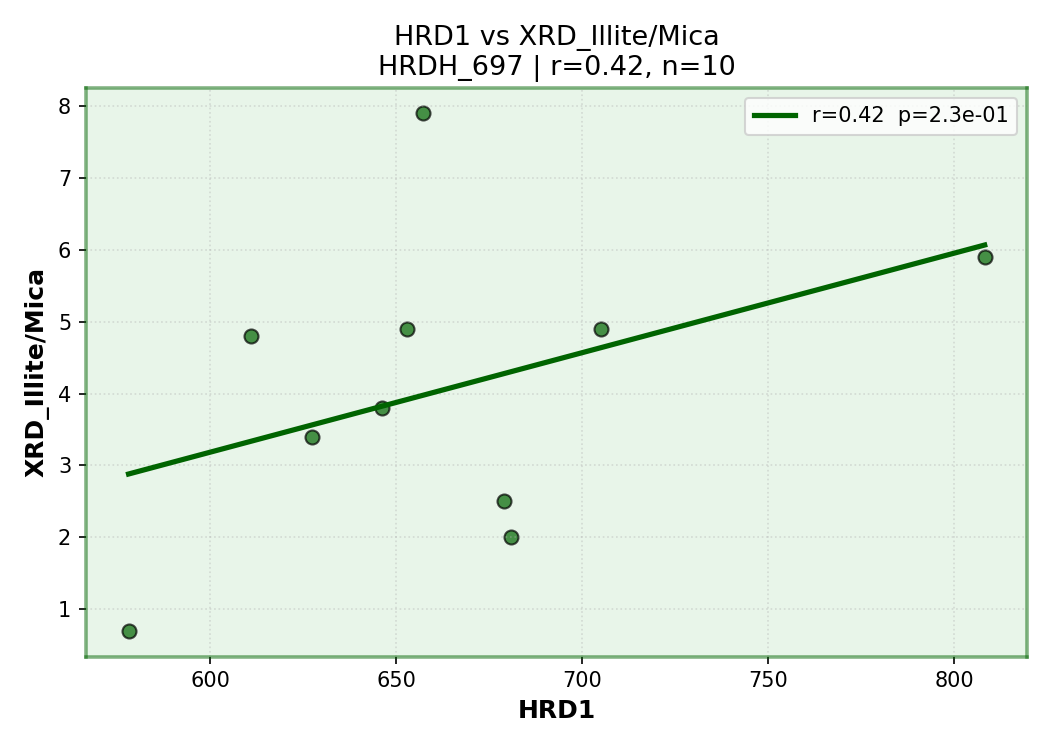 HRD1 vs XRD_Illite/Mica
HRDH_697 | r=0.42, n=10
r=0.42  p=2.3e-01
XRD_Illite/Mica
8
7
6
5
4
3
2
1
600
650
700
750
800
HRD1